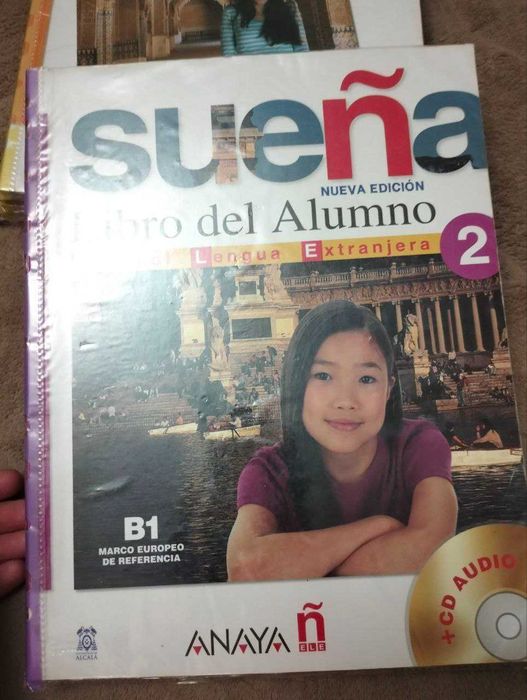 sueña
NUEVA EDICIÓN
Libro del Alumno
Lengua Extranjera
2
B1
MARCO EUROPEO
DE REFERENCIA
+CD AUDIO
ANAYA ñ
ELE
ALCALÁ